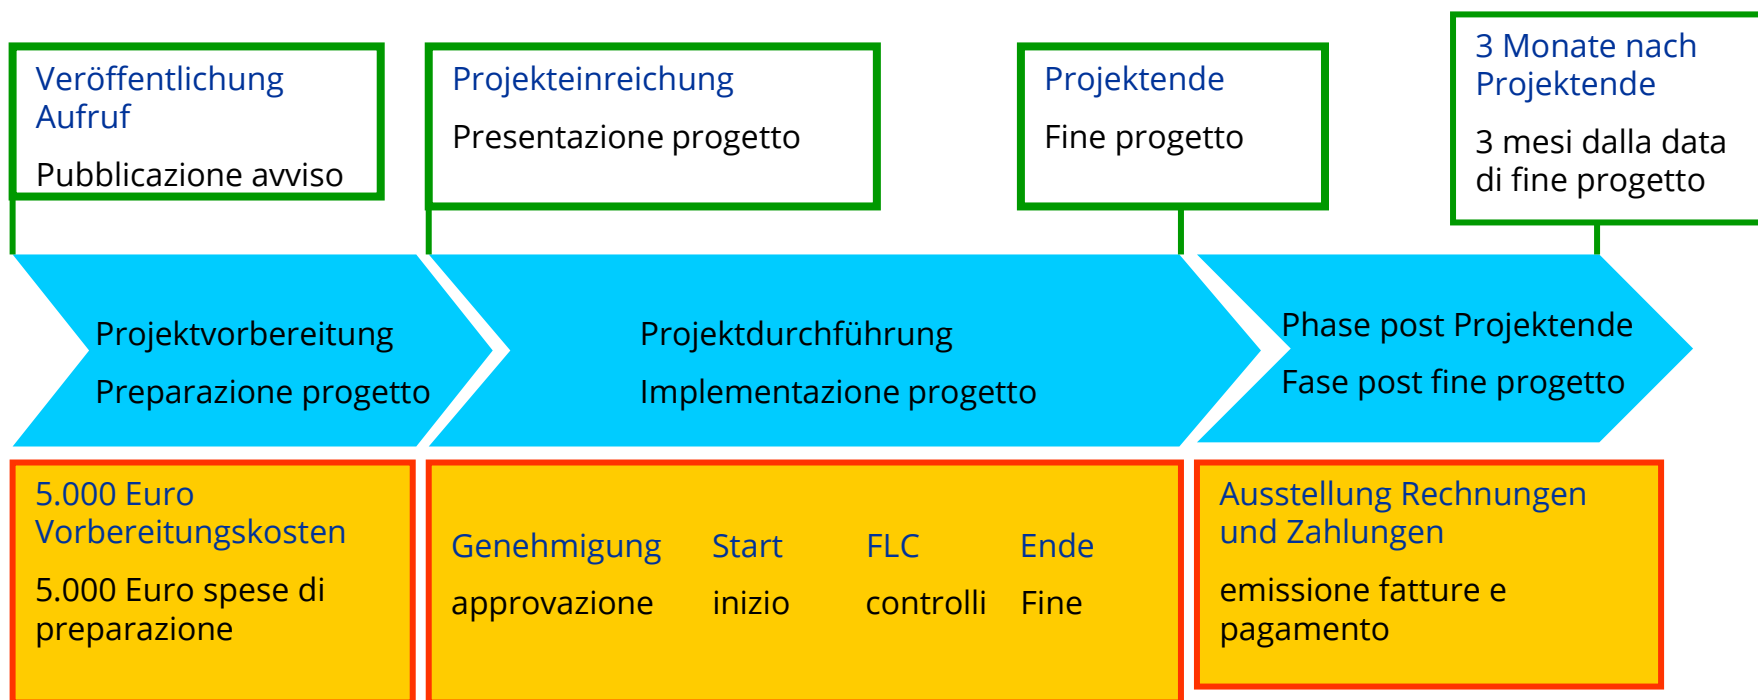 Veröffentlichung
Aufruf
Pubblicazione avviso
Projekteinreichung
Presentazione progetto
Projektende
Fine progetto
3 Monate nach
Projektende
3 mesi dalla data
di fine progetto
Projektvorbereitung
Preparazione progetto
Projektdurchführung
Implementazione progetto
Phase post Projektende
Fase post fine progetto
5.000 Euro
Vorbereitungskosten
5.000 Euro spese di
preparazione
Genehmigung Start FLC Ende
approvazione inizio controlli Fine
Ausstellung Rechnungen
und Zahlungen
emissione fatture e
pagamento